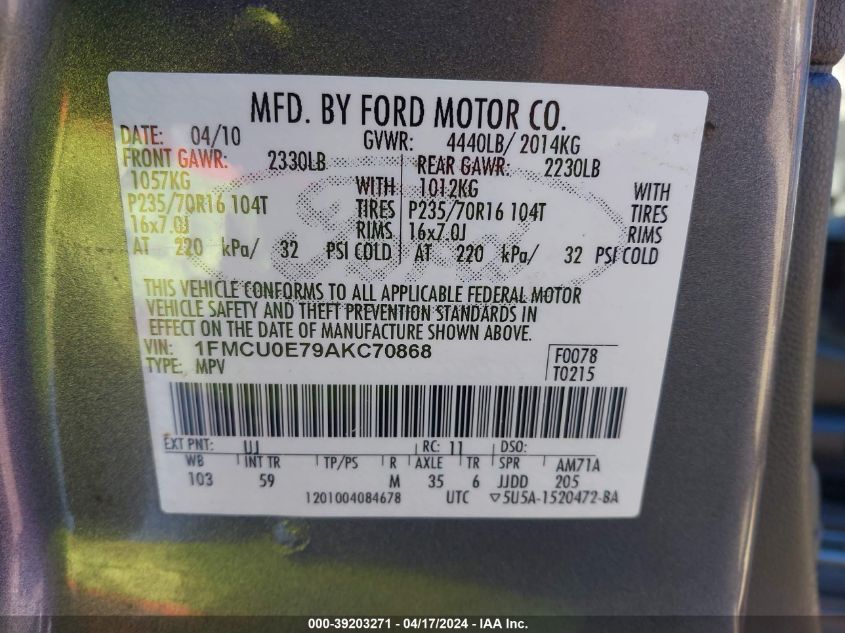 MFD. BY FORD MOTOR CO.
DATE: 04/10 GVWR: 4440LB/ 2014KG
FRONT GAWR: 2330LB REAR GAWR: 2230LB
1057KG WITH 1012KG WITH
P235/70R16 104T TIRES P235/70R16 104T TIRES
16x7.0J RIMS 16x7.0J RIMS
AT 220 kPa/ 32 PSI COLD AT 220 kPa/ 32 PSI COLD
THIS VEHICLE CONFORMS TO ALL APPLICABLE FEDERAL MOTOR
VEHICLE SAFETY AND THEFT PREVENTION STANDARDS IN
EFFECT ON THE DATE OF MANUFACTURE SHOWN ABOVE.
VIN: 1FMCU0E79AKC70868 F0078
TYPE: MPV T0215
EXT PNT: UJ RC: 11 DSO:
WB INT TR TP/PS R AXLE TR SPR AM71A
103 59 M 35 6 JJDD 205
1201004084678 UTC ▽5U5A-1520472-BA
Ford
000-39203271 - 04/17/2024 - IAA Inc.